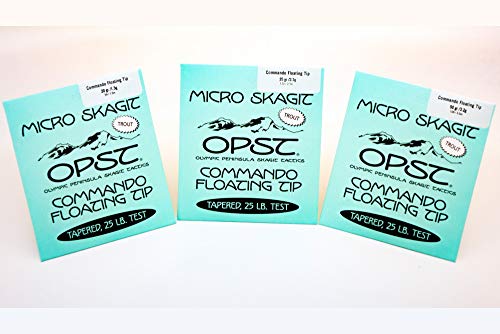 Commando Floating Tip
MICRO SKAGIT
TROUT
OPST®
OLYMPIC PENINSULA SKAGIT TACTICS
COMMANDO
FLOATING TIP
TAPERED, 25 LB. TEST
Commando Floating Tip
MICRO SKAGIT
TROUT
OPST®
OLYMPIC PENINSULA SKAGIT TACTICS
COMMANDO
FLOATING TIP
TAPERED, 25 LB. TEST
Commando Floating Tip
MICRO SKAGIT
TROUT
OPST®
OLYMPIC PENINSULA SKAGIT TACTICS
COMMANDO
FLOATING TIP
TAPERED, 25 LB. TEST